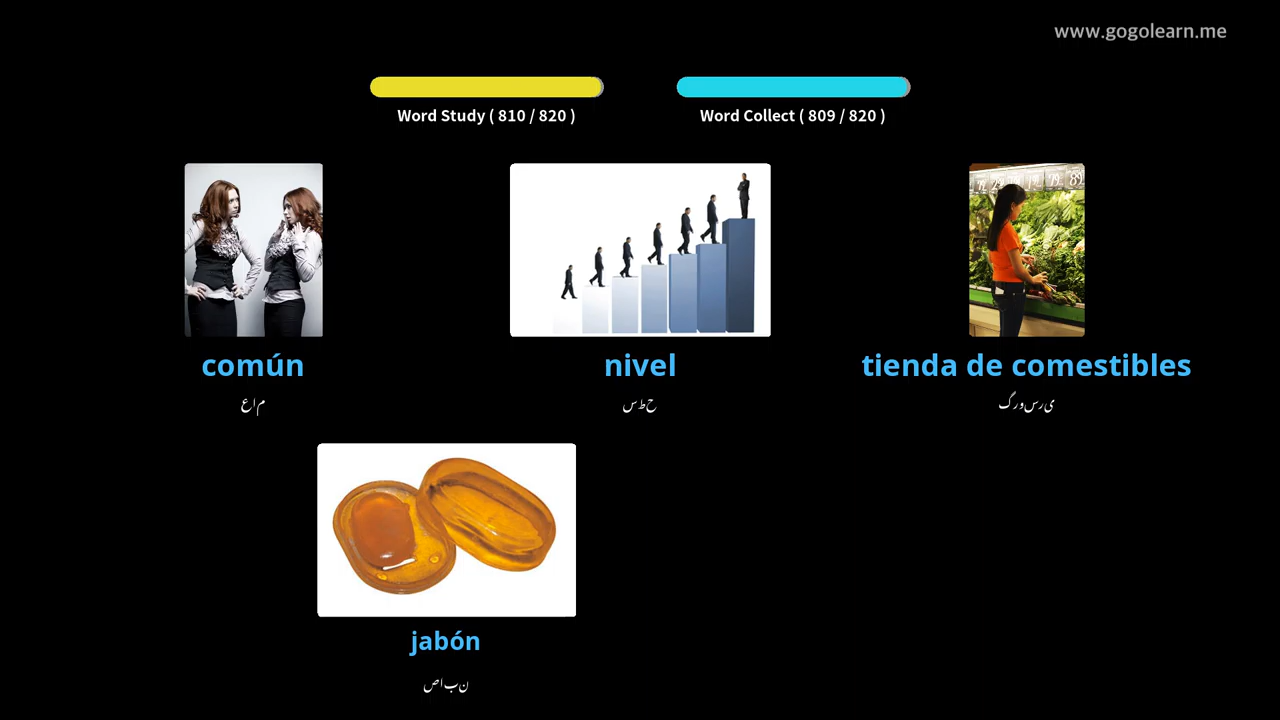 www.gogolearn.me
Word Study ( 810 / 820 )
Word Collect ( 809 / 820 )
común
nivel
tienda de comestibles
ماع
حطس
یرسورگ
jabón
نباص